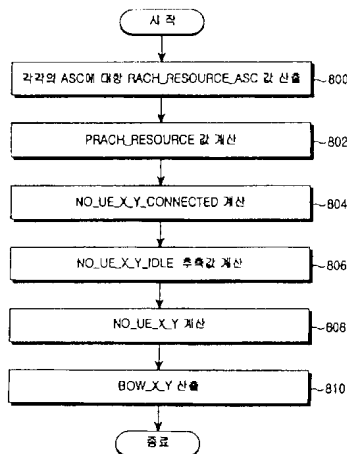 시 작
각각의 ASC에 대항 RACH_RESOURCE_ASC 값 산출
800
PRACH_RESOURCE 값 계산
802
NO_UE_X_Y_CONNECTED 계산
804
NO_UE_X_Y_IDLE 추측값 계산
806
NO_UE_X_Y 계산
808
BOW_X_Y 산출
810
종료